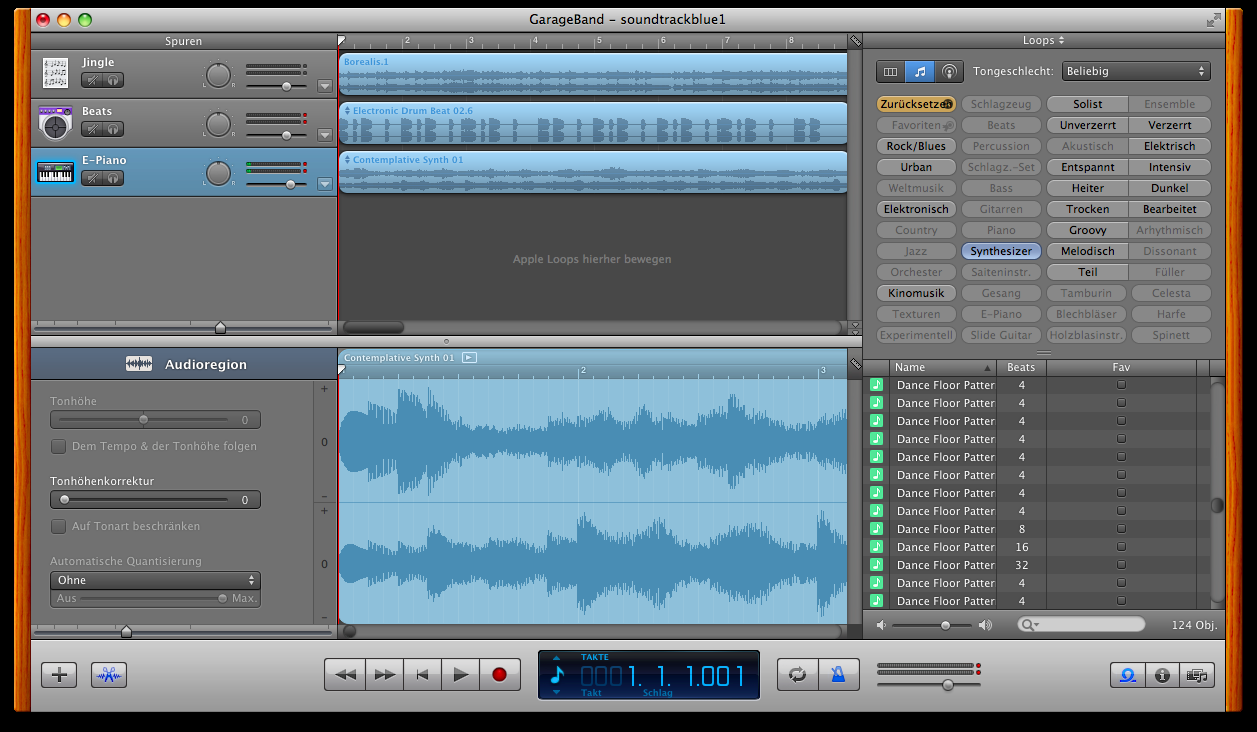 GarageBand – soundtrackblue1
Spuren
2 3 4 5 6 7 8
Loops
Jingle
L R
Borealis.1
Beats
L R
Electronic Drum Beat 02.6
E-Piano
L R
Contemplative Synth 01
Apple Loops hierher bewegen
Tongeschlecht: Beliebig
Zurücksetzen Schlagzeug Solist Ensemble
Favoriten Beats Unverzerrt Verzerrt
Rock/Blues Percussion Akustisch Elektrisch
Urban Schlagz.-Set Entspannt Intensiv
Weltmusik Bass Heiter Dunkel
Elektronisch Gitarren Trocken Bearbeitet
Country Piano Groovy Arhythmisch
Jazz Synthesizer Melodisch Dissonant
Orchester Saiteninstr. Teil Füller
Kinomusik Gesang Tamburin Celesta
Texturen E-Piano Blechbläser Harfe
Experimentell Slide Guitar Holzblasinstr. Spinett
Audioregion
Tonhöhe
0
Dem Tempo & der Tonhöhe folgen
Tonhöhenkorrektur
0
Auf Tonart beschränken
Automatische Quantisierung
Ohne
Aus Max.
+
0
–
+
0
–
Contemplative Synth 01
2 3
Name Beats Fav
Dance Floor Patter 4
Dance Floor Patter 4
Dance Floor Patter 4
Dance Floor Patter 4
Dance Floor Patter 4
Dance Floor Patter 4
Dance Floor Patter 4
Dance Floor Patter 4
Dance Floor Patter 8
Dance Floor Patter 16
Dance Floor Patter 32
Dance Floor Patter 4
Dance Floor Patter 4
124 Obj.
TAKTE
0001. 1. 1.001
Takt Schlag